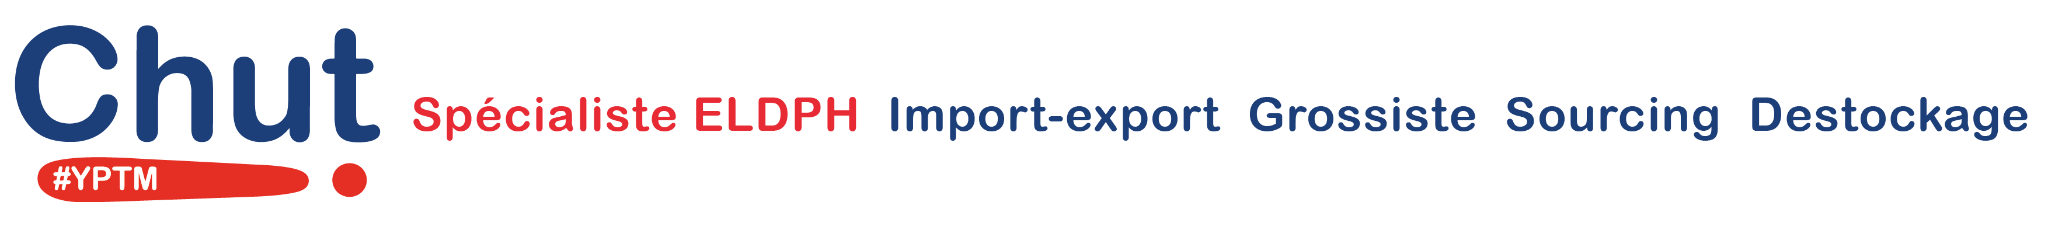 Chut
#YPTM
Spécialiste ELDPH Import-export Grossiste Sourcing Destockage